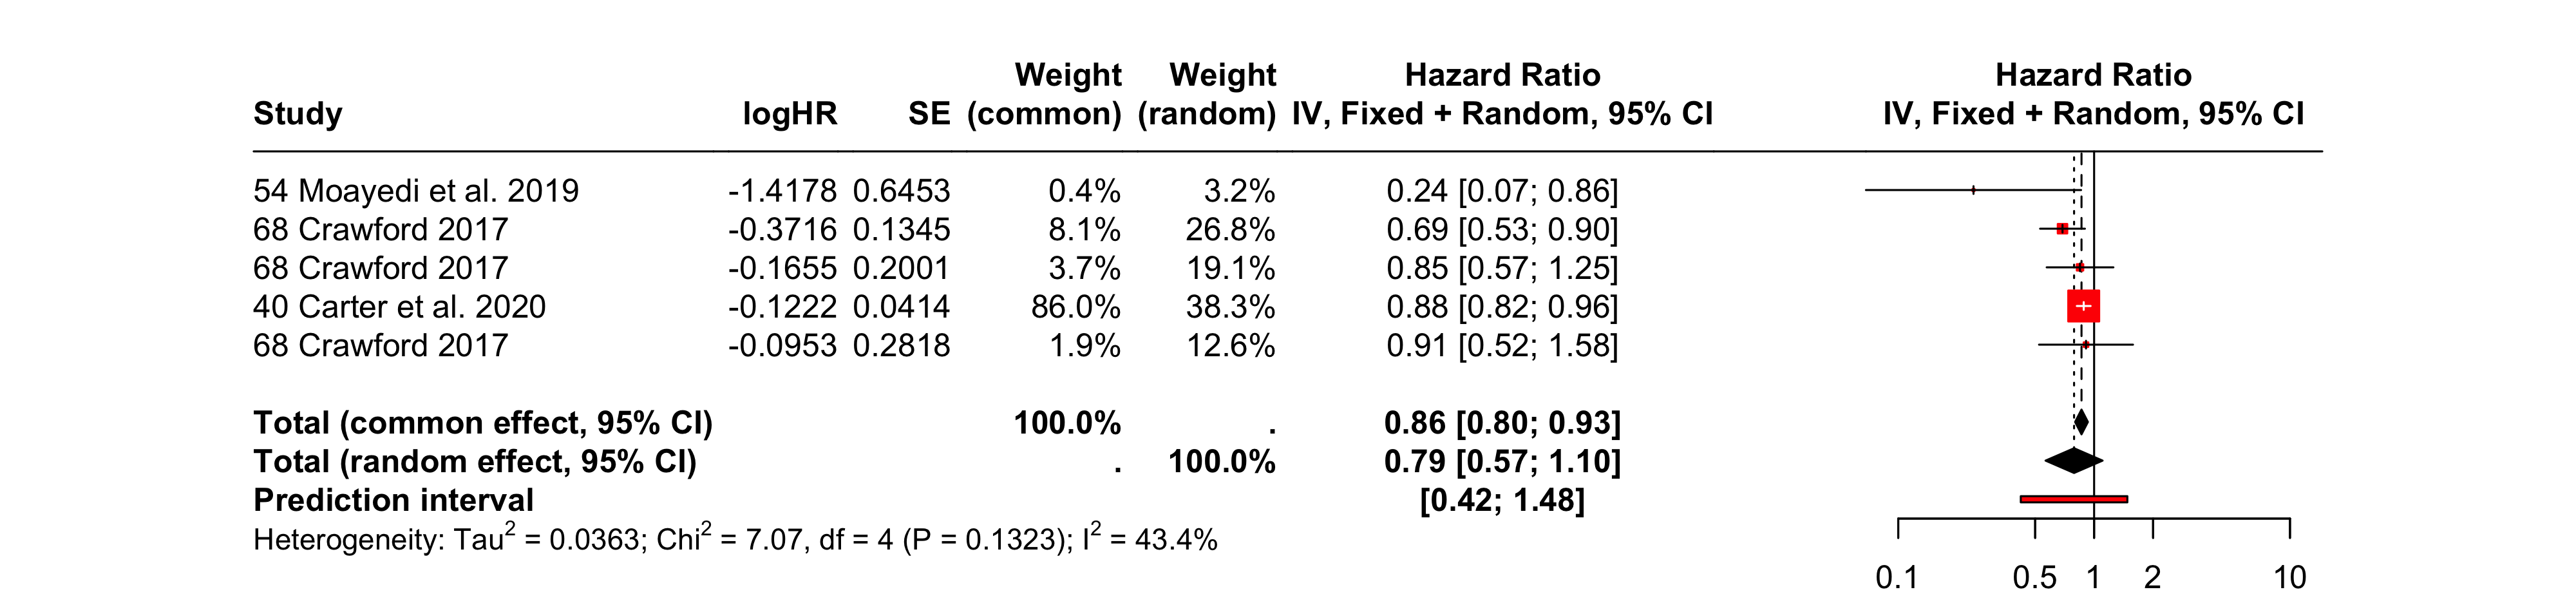 Weight Weight Hazard Ratio Hazard Ratio
Study logHR SE (common) (random) IV, Fixed + Random, 95% CI IV, Fixed + Random, 95% CI
54 Moayedi et al. 2019 -1.4178 0.6453 0.4% 3.2% 0.24 [0.07; 0.86]
68 Crawford 2017 -0.3716 0.1345 8.1% 26.8% 0.69 [0.53; 0.90]
68 Crawford 2017 -0.1655 0.2001 3.7% 19.1% 0.85 [0.57; 1.25]
40 Carter et al. 2020 -0.1222 0.0414 86.0% 38.3% 0.88 [0.82; 0.96]
68 Crawford 2017 -0.0953 0.2818 1.9% 12.6% 0.91 [0.52; 1.58]
Total (common effect, 95% CI) 100.0% . 0.86 [0.80; 0.93]
Total (random effect, 95% CI) . 100.0% 0.79 [0.57; 1.10]
Prediction interval [0.42; 1.48]
Heterogeneity: Tau² = 0.0363; Chi² = 7.07, df = 4 (P = 0.1323); I² = 43.4%
0.1 0.5 1 2 10